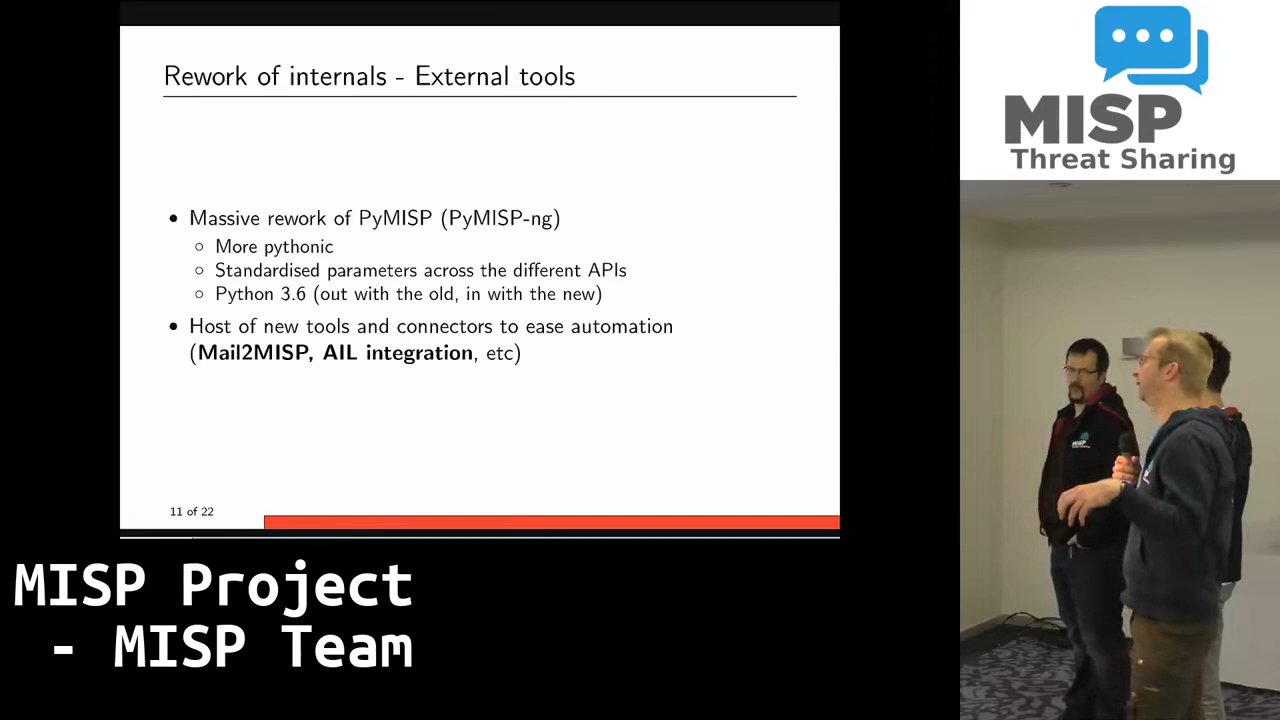 Rework of internals - External tools
• Massive rework of PyMISP (PyMISP-ng)
◦ More pythonic
◦ Standardised parameters across the different APIs
◦ Python 3.6 (out with the old, in with the new)
• Host of new tools and connectors to ease automation
(Mail2MISP, AIL integration, etc)
11 of 22
MISP Project
- MISP Team
MISP
Threat Sharing
MISP